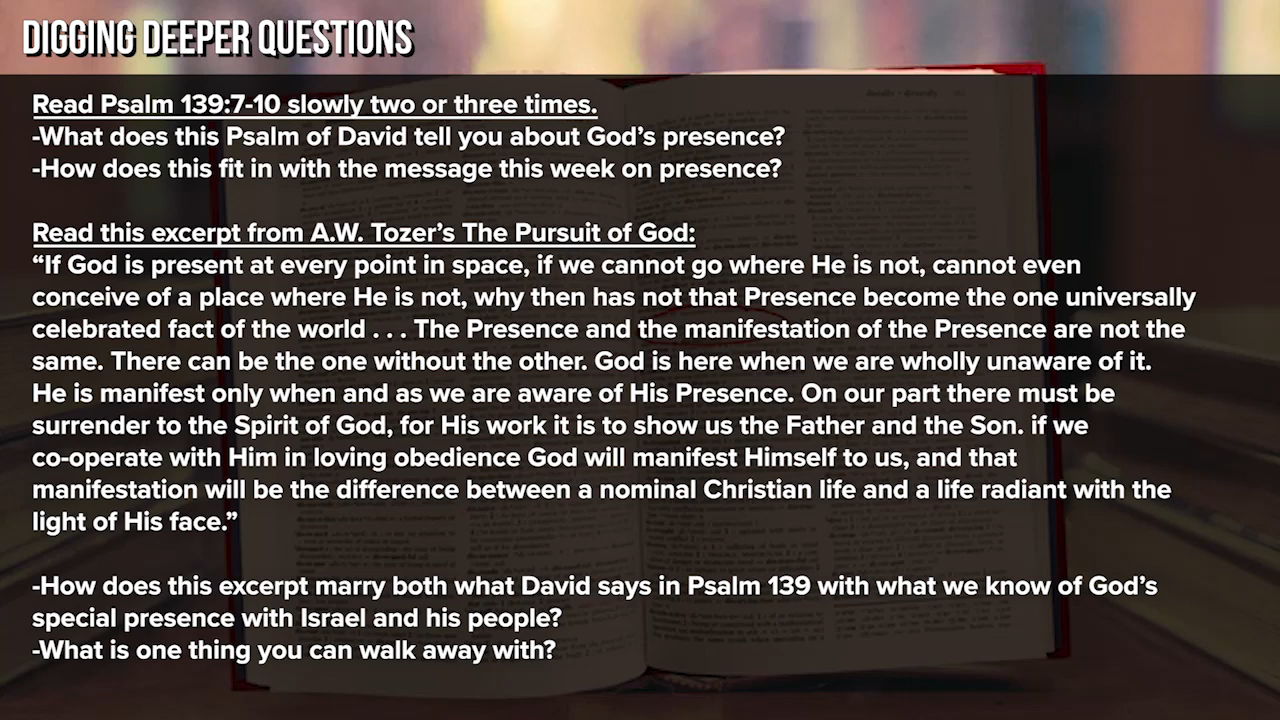 DIGGING DEEPER QUESTIONS
Read Psalm 139:7-10 slowly two or three times.
-What does this Psalm of David tell you about God’s presence?
-How does this fit in with the message this week on presence?
Read this excerpt from A.W. Tozer’s The Pursuit of God:
“If God is present at every point in space, if we cannot go where He is not, cannot even
conceive of a place where He is not, why then has not that Presence become the one universally
celebrated fact of the world . . . The Presence and the manifestation of the Presence are not the
same. There can be the one without the other. God is here when we are wholly unaware of it.
He is manifest only when and as we are aware of His Presence. On our part there must be
surrender to the Spirit of God, for His work it is to show us the Father and the Son. if we
co-operate with Him in loving obedience God will manifest Himself to us, and that
manifestation will be the difference between a nominal Christian life and a life radiant with the
light of His face.”
-How does this excerpt marry both what David says in Psalm 139 with what we know of God’s
special presence with Israel and his people?
-What is one thing you can walk away with?